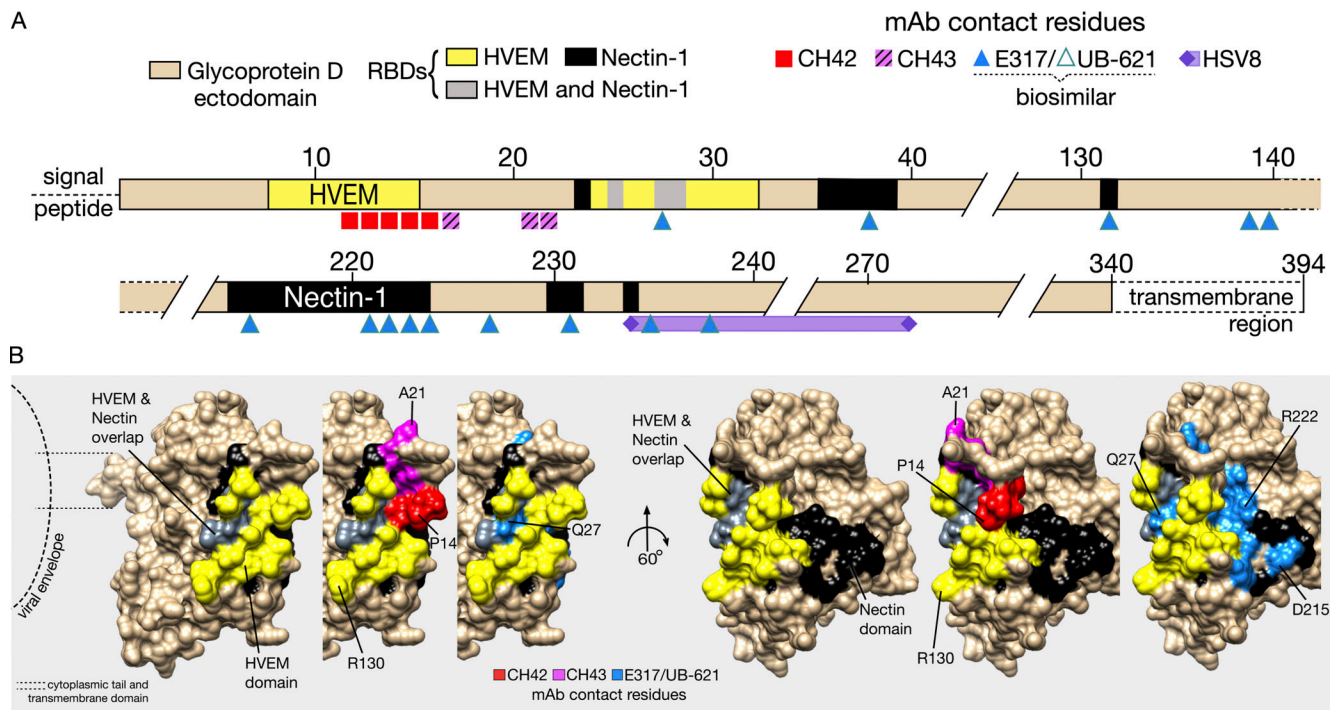 A
mAb contact residues
Glycoprotein D
ectodomain
RBDs
HVEM
Nectin-1
HVEM and Nectin-1
CH42
CH43
E317/
UB-621
biosimilar
HSV8
signal
peptide
10
20
30
40
130
140
HVEM
220
230
240
270
340
394
Nectin-1
transmembrane
region
B
HVEM &
Nectin
overlap
A21
P14
Q27
viral envelope
HVEM
domain
R130
cytoplasmic tail and
transmembrane domain
60°
HVEM &
Nectin
overlap
A21
P14
Nectin
domain
R130
Q27
R222
D215
CH42
CH43
E317/UB-621
mAb contact residues